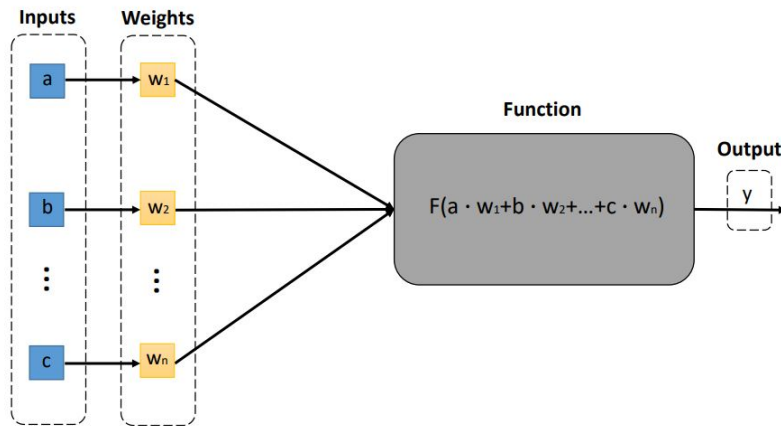 Inputs
Weights
a
w₁
Function
Output
b
w₂
F(a · w₁+b · w₂+...+c · wₙ)
y
⋮
⋮
c
wₙ